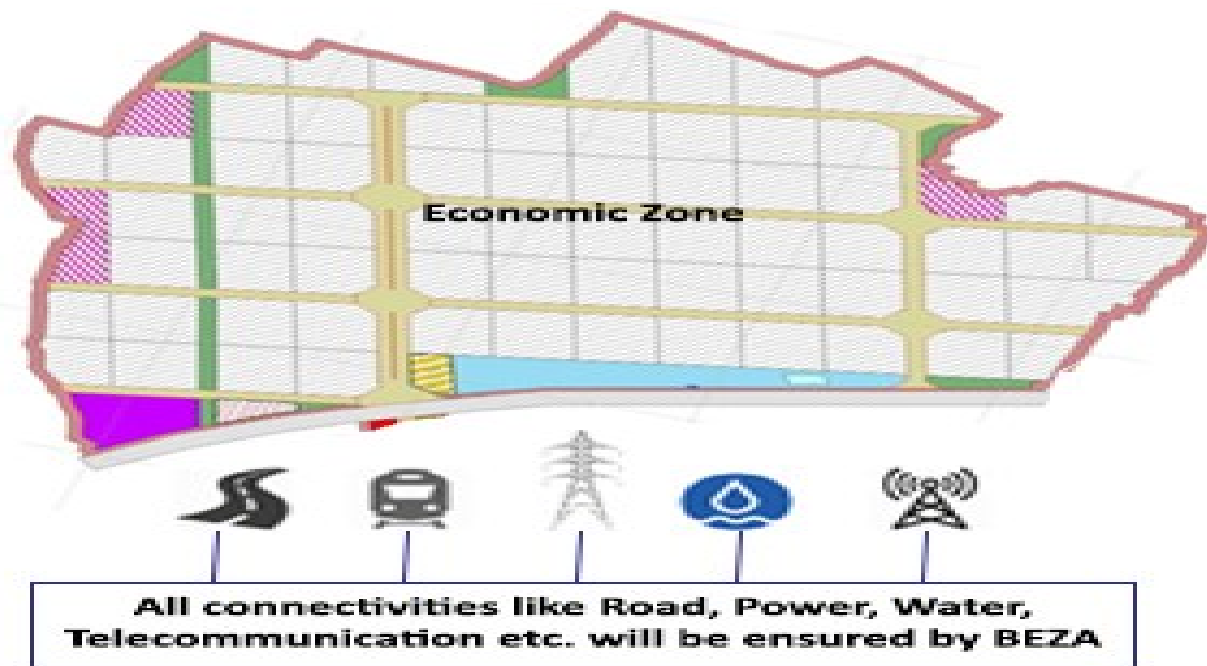 Economic Zone
All connectivities like Road, Power, Water,
Telecommunication etc. will be ensured by BEZA